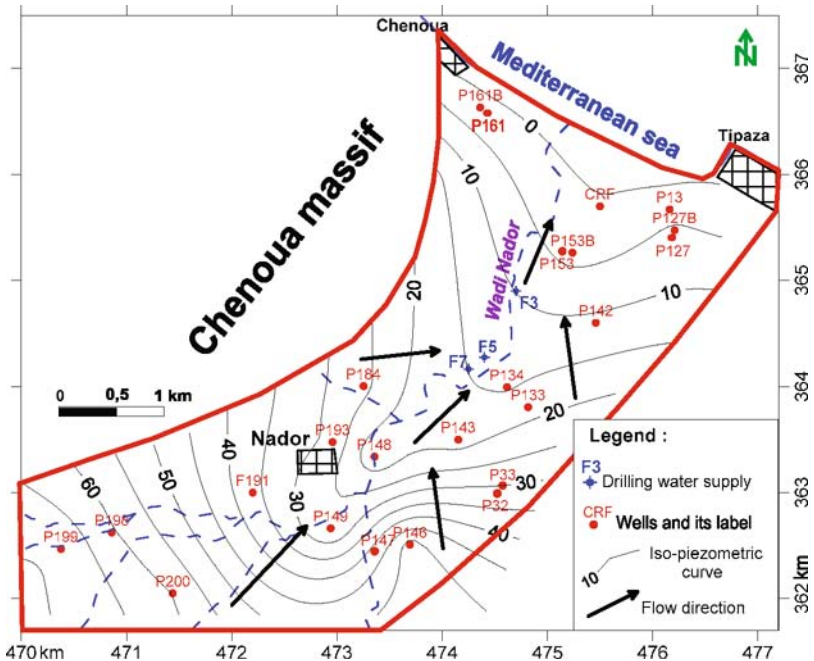 Chenoua
Mediterranean sea
N
Tipaza
Chenoua massif
Wadi Nador
P161B
P161
0
10
CRF
P13
P127B
P127
P153B
P153
20
F3
10
P142
F5
F7
P184
P134
P133
20
0 0,5 1 km
Nador
P193
P148
P143
40
F191
30
P33
30
P32
50
60
P198
P199
P149
P147
P146
40
P200
Legend :
F3 Drilling water supply
CRF Wells and its label
10 Iso-piezometric
curve
Flow direction
367
366
365
364
363
362 km
470 km 471 472 473 474 475 476 477